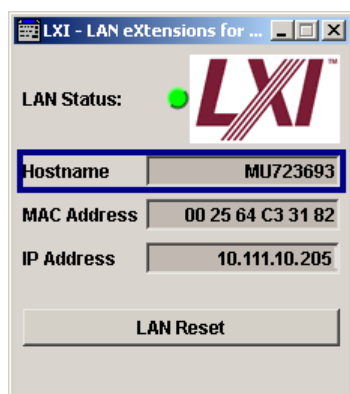 LXI - LAN eXtensions for ...
LAN Status:
LXI™
Hostname MU723693
MAC Address 00 25 64 C3 31 82
IP Address 10.111.10.205
LAN Reset